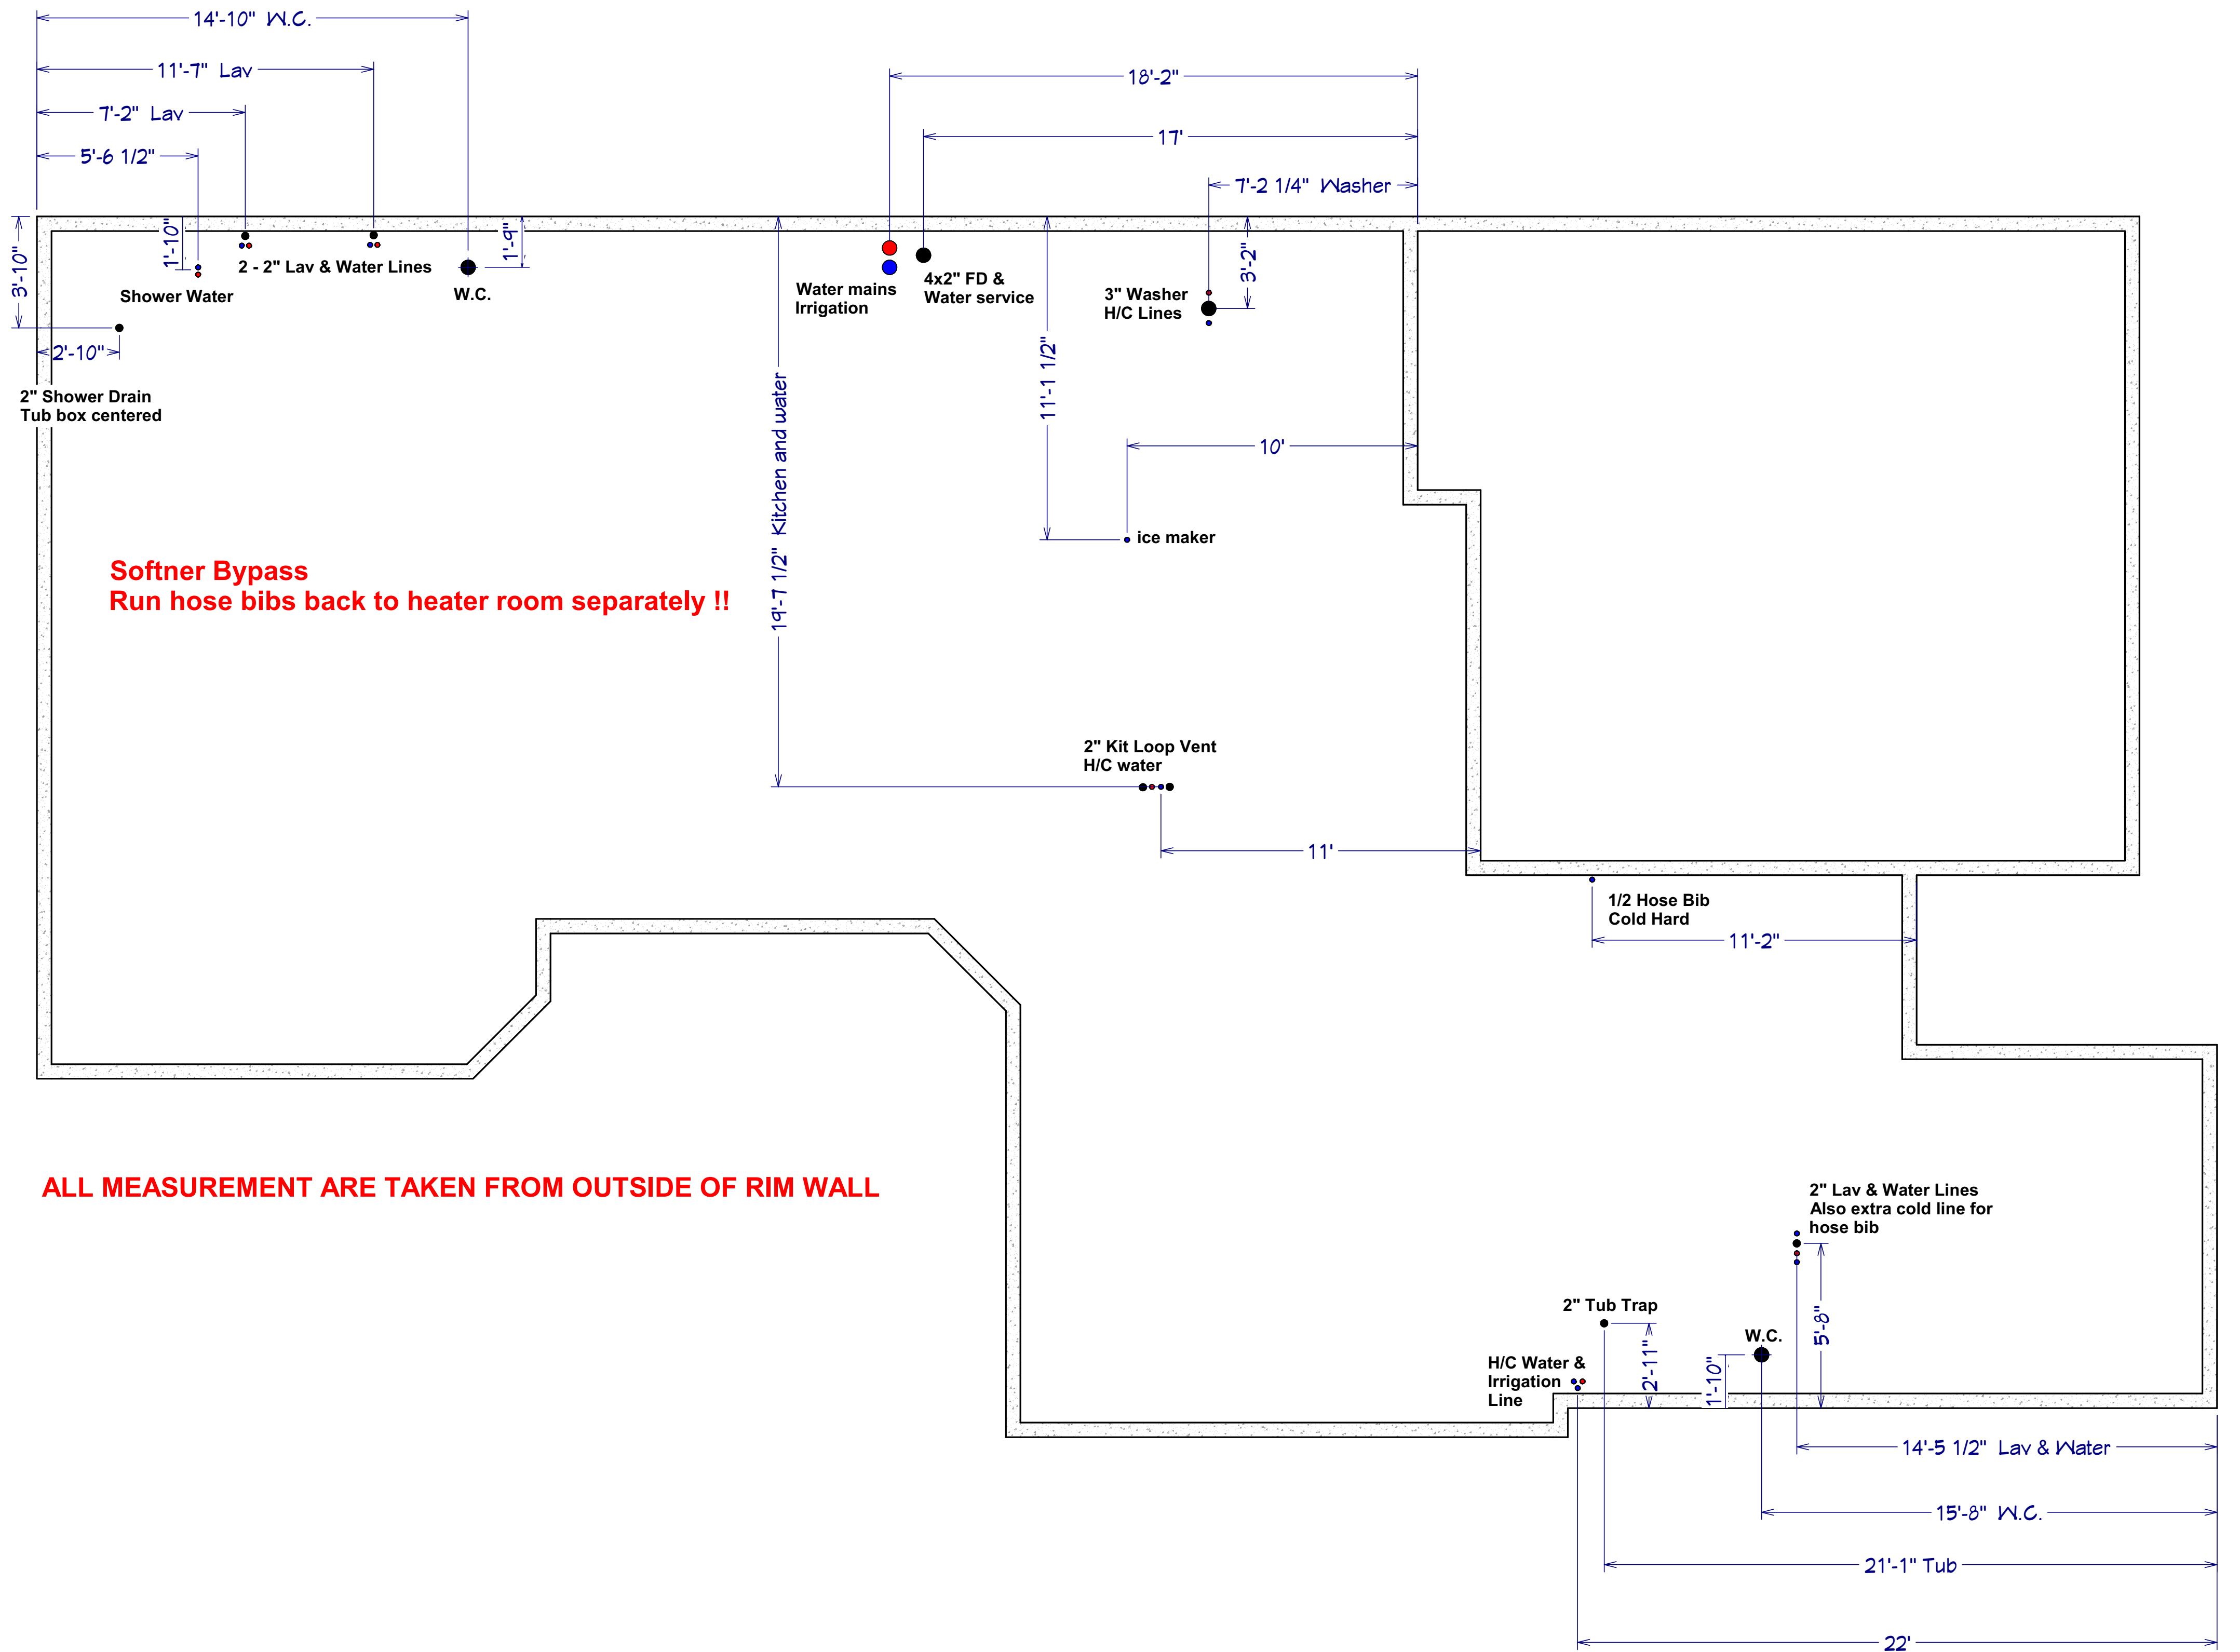 14'-10" W.C.
11'-7" Lav
18'-2"
7'-2" Lav
17'
5'-6 1/2"
7'-2 1/4" Washer
3'-10"
1'-10"
1'-9"
3'-2"
2 - 2" Lav & Water Lines
Shower Water
W.C.
Water mains
Irrigation
4x2" FD &
Water service
3" Washer
H/C Lines
2'-10"
2" Shower Drain
Tub box centered
19'-7 1/2" Kitchen and water
11'-1 1/2"
10'
ice maker
Softner Bypass
Run hose bibs back to heater room separately !!
2" Kit Loop Vent
H/C water
11'
1/2 Hose Bib
Cold Hard
11'-2"
ALL MEASUREMENT ARE TAKEN FROM OUTSIDE OF RIM WALL
2" Lav & Water Lines
Also extra cold line for
hose bib
2" Tub Trap
W.C.
5'-8"
2'-11"
1'-10"
H/C Water &
Irrigation
Line
14'-5 1/2" Lav & Water
15'-8" W.C.
21'-1" Tub
22'